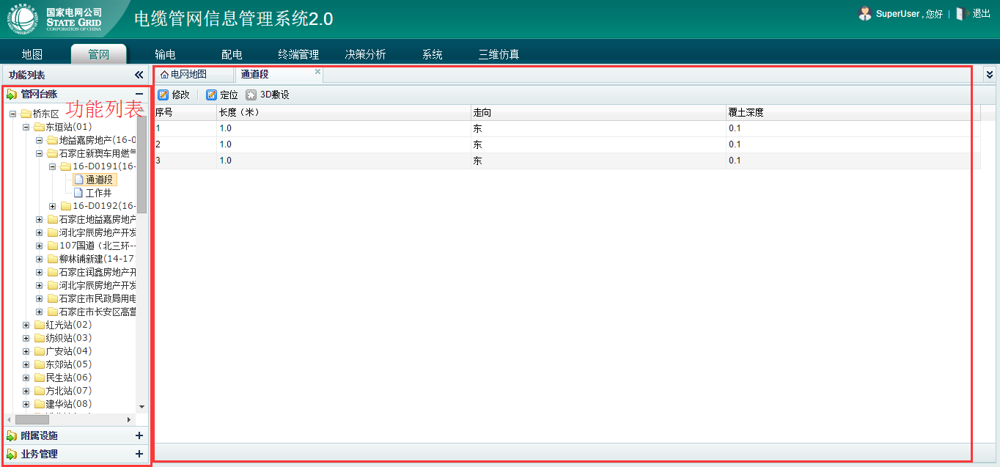 国家电网公司
STATE GRID
CORPORATION OF CHINA
电缆管网信息管理系统2.0
SuperUser , 您好 | 退出
地图 管网 输电 配电 终端管理 决策分析 系统 三维仿真
功能列表
管网台账
功能列表
桥东区
东垣站(01)
地益嘉房地产(16-0
石家庄新奥车用燃气
16-D0191(16-
通道段
工作井
16-D0192(16-
石家庄地益嘉房地产
河北宇辰房地产开发
107国道（北三环--
柳林铺新建(14-17
石家庄润鑫房地产开
河北宇辰房地产开发
石家庄市民政局用电
石家庄市长安区高营
红光站(02)
纺织站(03)
广安站(04)
东郊站(05)
民生站(06)
方北站(07)
建华站(08)
附属设施
业务管理
电网地图 通道段
修改 定位 3D敷设
序号 长度（米） 走向 覆土深度
1 1.0 东 0.1
2 1.0 东 0.1
3 1.0 东 0.1